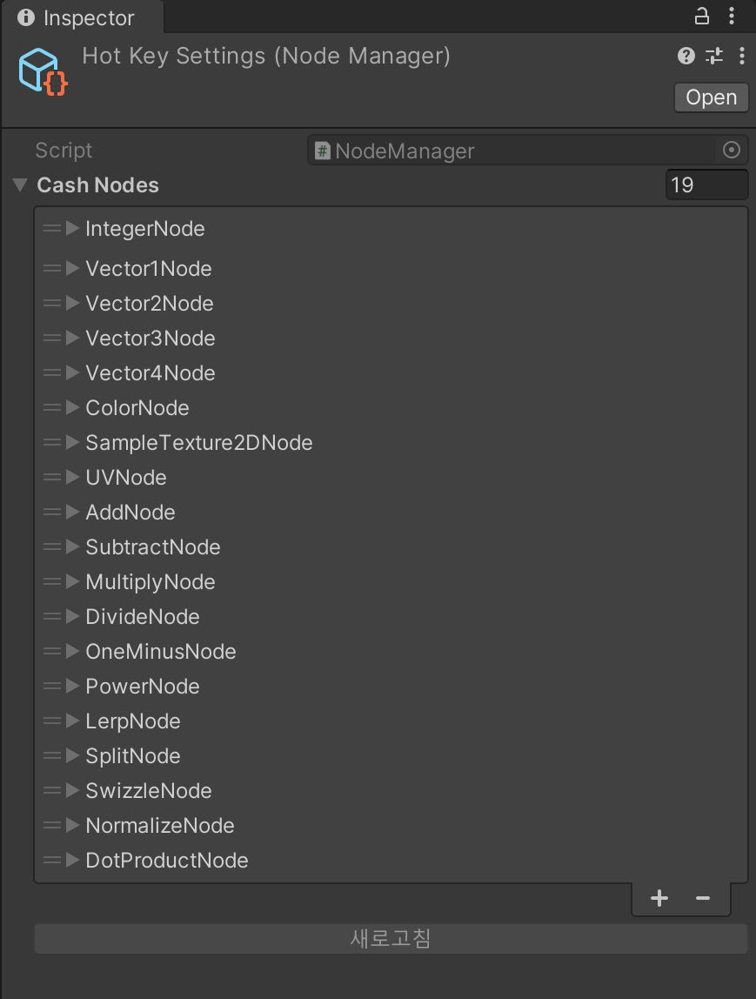 Inspector
Hot Key Settings (Node Manager)
Open
Script
# NodeManager
Cash Nodes
19
IntegerNode
Vector1Node
Vector2Node
Vector3Node
Vector4Node
ColorNode
SampleTexture2DNode
UVNode
AddNode
SubtractNode
MultiplyNode
DivideNode
OneMinusNode
PowerNode
LerpNode
SplitNode
SwizzleNode
NormalizeNode
DotProductNode
새로고침